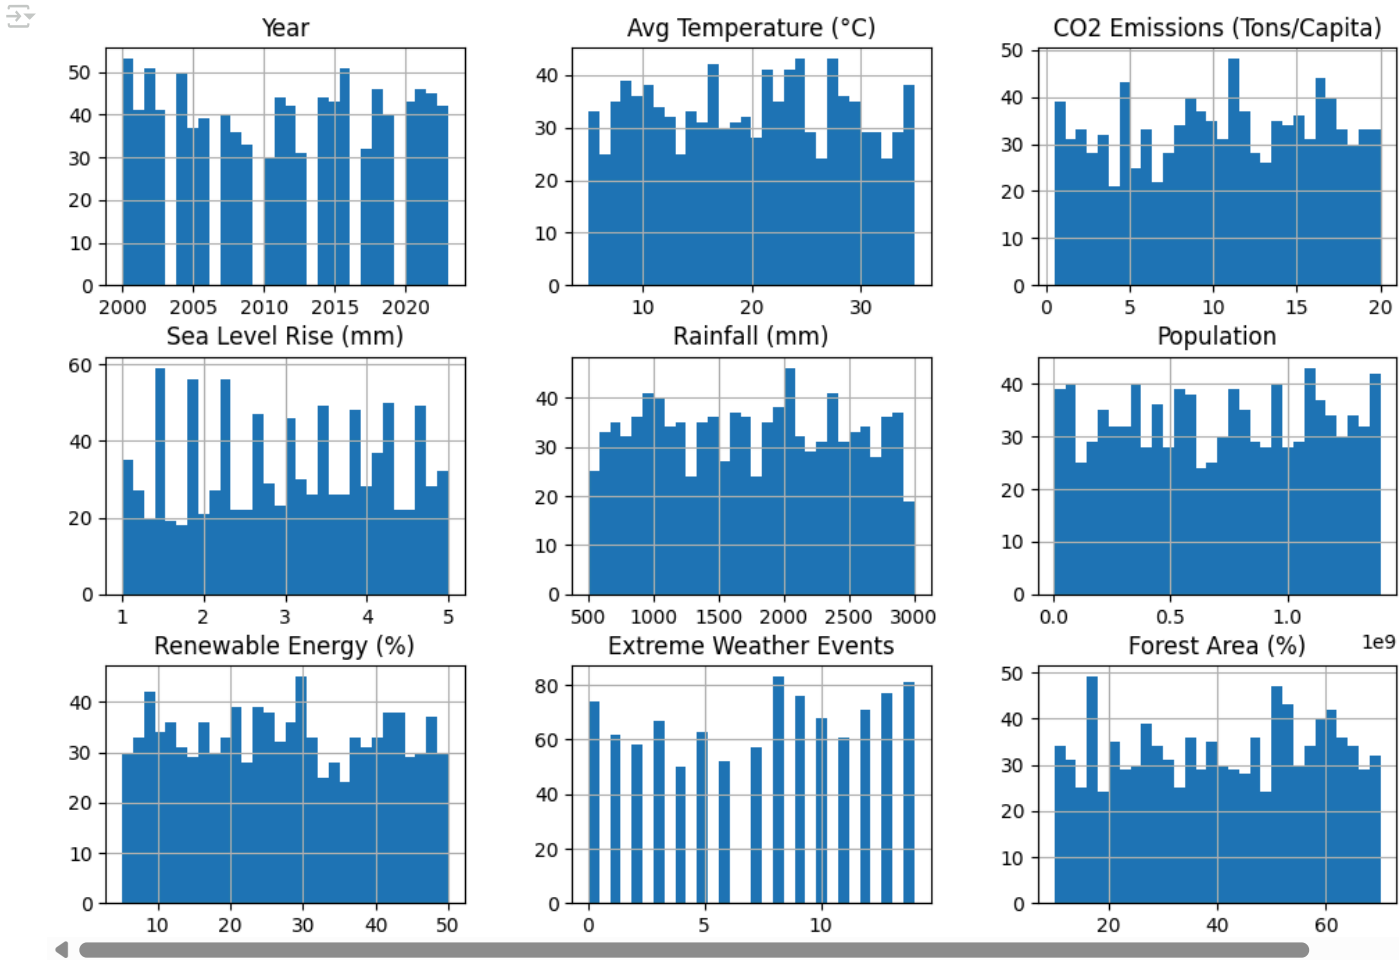 Year
50
40
30
20
10
0
2000 2005 2010 2015 2020
Avg Temperature (°C)
40
30
20
10
0
10 20 30
CO2 Emissions (Tons/Capita)
50
40
30
20
10
0
0 5 10 15 20
Sea Level Rise (mm)
60
40
20
0
1 2 3 4 5
Rainfall (mm)
40
30
20
10
0
500 1000 1500 2000 2500 3000
Population
40
30
20
10
0
0.0 0.5 1.0
1e9
Renewable Energy (%)
40
30
20
10
0
10 20 30 40 50
Extreme Weather Events
80
60
40
20
0
0 5 10
Forest Area (%)
50
40
30
20
10
0
20 40 60